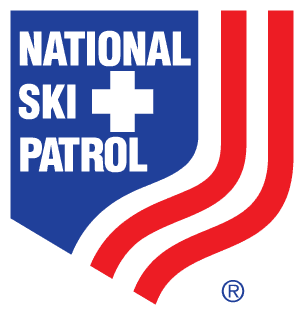 NATIONAL
SKI
PATROL
®